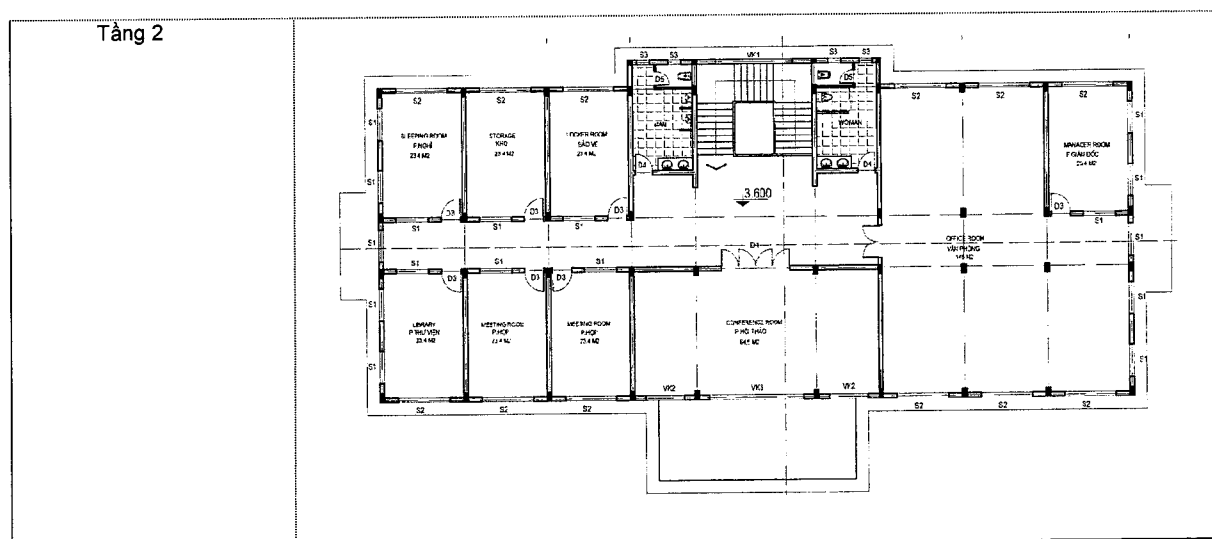 Tầng 2
S3 S3 VK1 S3 S3
D5 D5
S2 S2 S2 S2 S2 S2
S1 S1
SLEEPING ROOM
P.NGHỈ
23.4 M2
STORAGE
KHO
23.4 M2
LOCKER ROOM
BẢO VỆ
23.4 M2
WOMAN
MANAGER ROOM
P.GIÁM ĐỐC
23.4 M2
D4 D4
S1 S1
3.600
D3 D3 D3 D3
S1 S1 S1 S1
S1 D1 S1
OFFICE ROOM
VĂN PHÒNG
S1 S1 S1
D3 D3 D3
S1 S1
LIBRARY
P.THƯ VIỆN
23.4 M2
MEETING ROOM
P.HỌP
23.4 M2
MEETING ROOM
P.HỌP
23.4 M2
CONFERENCE ROOM
P.HỘI THẢO
S1 S1
VK2 VK3 VK2
S2 S2 S2 S2 S2 S2